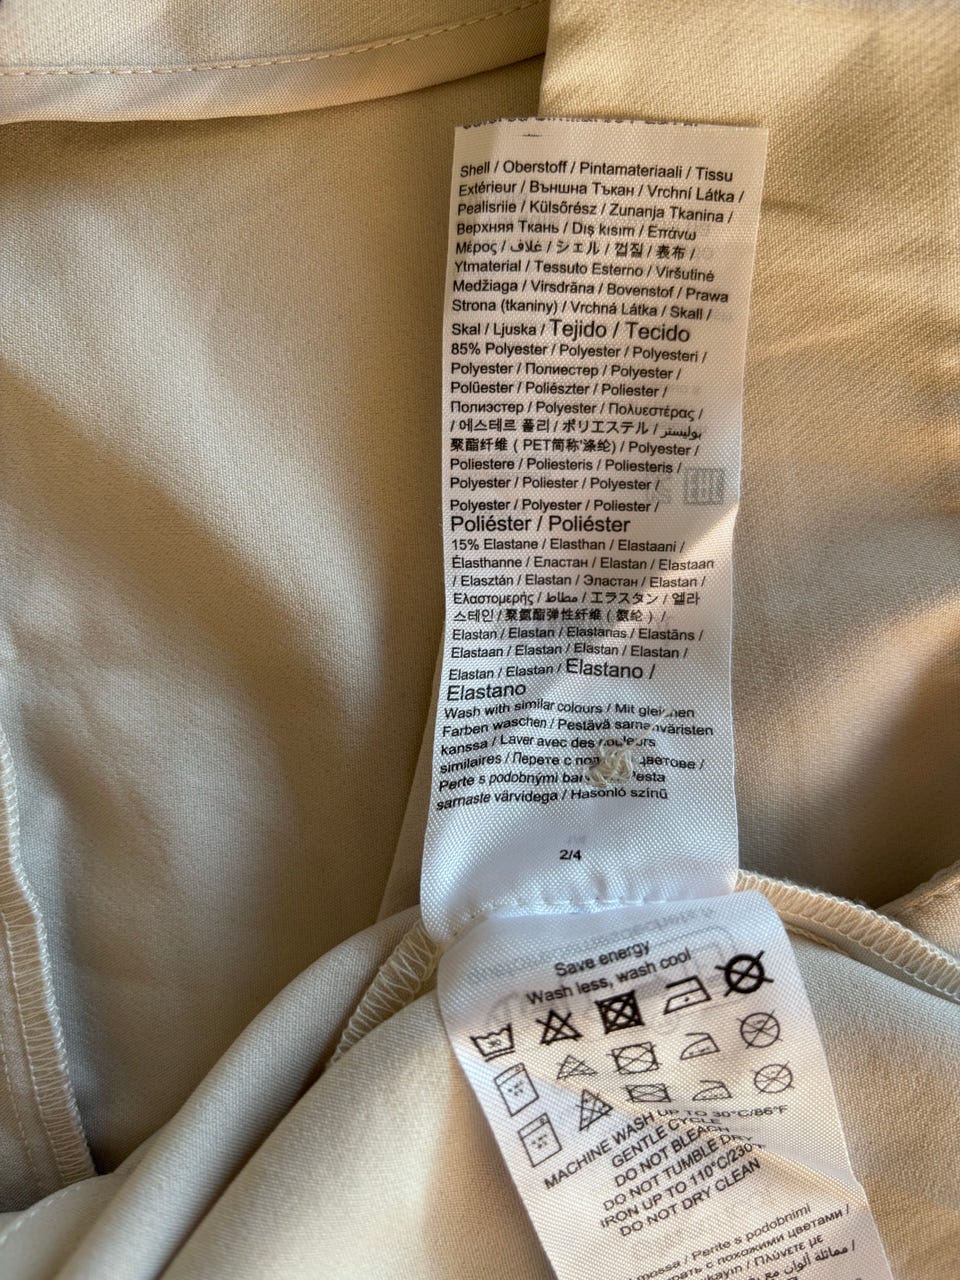 Shell / Oberstoff / Pintamateriaali / Tissu
Extérieur / Външна Тъкан / Vrchní Látka /
Pealisriie / Külsőrész / Zunanja Tkanina /
Верхняя Ткань / Dış kısım / Επάνω
Μέρος / غلاف / シェル / 겉질 / 表布 /
Ytmaterial / Tessuto Esterno / Viršutinė
Medžiaga / Virsdrāna / Bovenstof / Prawa
Strona (tkaniny) / Vrchná Látka / Skall /
Skal / Ljuska / Tejido / Tecido
85% Polyester / Polyester / Polyesteri /
Polyester / Полиестер / Polyester /
Polüester / Poliészter / Poliester /
Полиэстер / Polyester / Πολυεστέρας /
/ 에스테르 폴리 / ポリエステル / بوليستر
聚酯纤维 ( PET简称'涤纶) / Polyester /
Poliestere / Poliesteris / Poliesteris /
Polyester / Poliester / Polyester /
Polyester / Polyester / Poliester /
Poliéster / Poliéster
15% Elastane / Elasthan / Elastaani /
Élasthanne / Еластан / Elastan / Elastaan
/ Elasztán / Elastan / Эластан / Elastan /
Ελαστομερής / مطاط / エラスタン / 엘라
스테인 / 聚氨酯弹性纤维 ( 氨纶 ) /
Elastan / Elastan / Elastanas / Elastāns /
Elastaan / Elastan / Elastan / Elastan /
Elastan / Elastan / Elastano /
Elastano
Wash with similar colours / Mit gleichen
Farben waschen / Pestävä samanväristen
kanssa / Laver avec des couleurs
similaires / Перете с цветове /
Perte s podobnými Pesta
samaste värvidega / Hasonló színű
2/4
Save energy
Wash less, wash cool
30
MACHINE WASH UP TO 30°C/86°F
GENTLE CYCLE
DO NOT BLEACH
DO NOT TUMBLE DRY
IRON UP TO 110°C/230°F
DO NOT DRY CLEAN
/ Perite s podobnimi
с похожими цветами /
/ Πλύνετε με